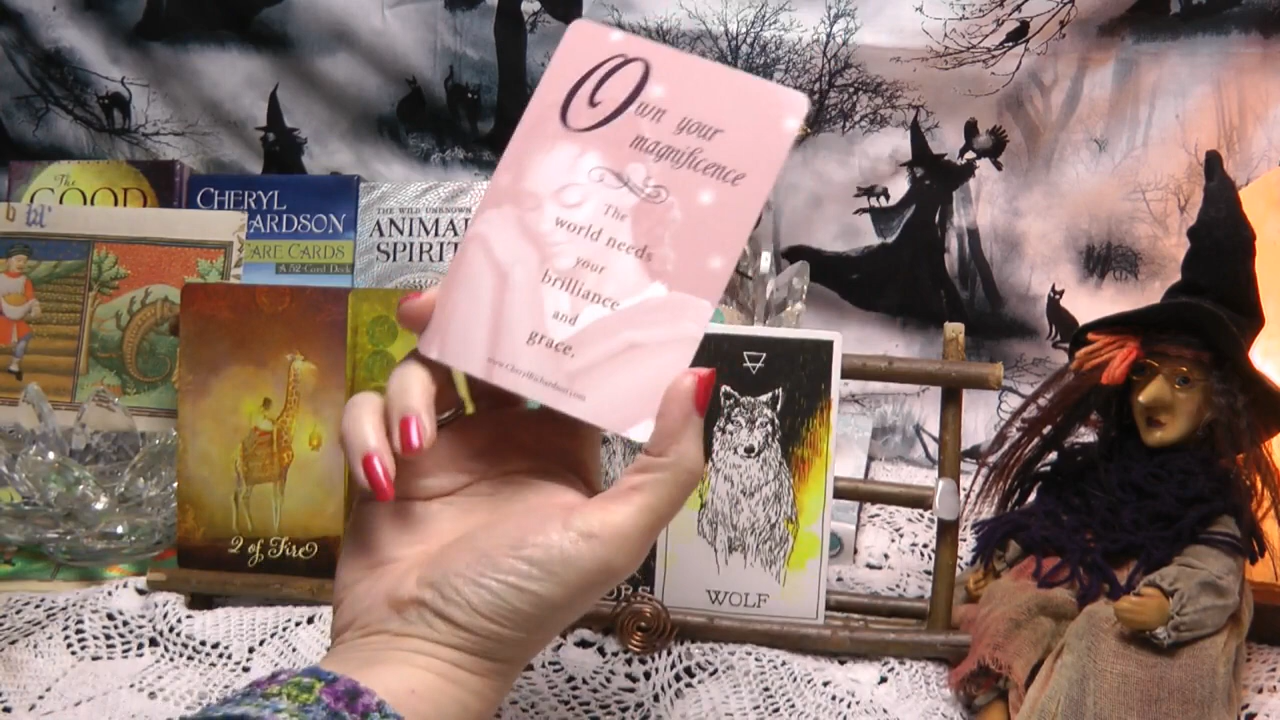 Own your
magnificence
The
world needs
your
brilliance
and
grace.
www.CherylRichardson.com
The
GOOD
CHERYL
ARDSON
CARE CARDS
A 52-Card Deck
THE WILD UNKNOWN
ANIMAL
SPIRIT
2 of Fire
ORS
WOLF